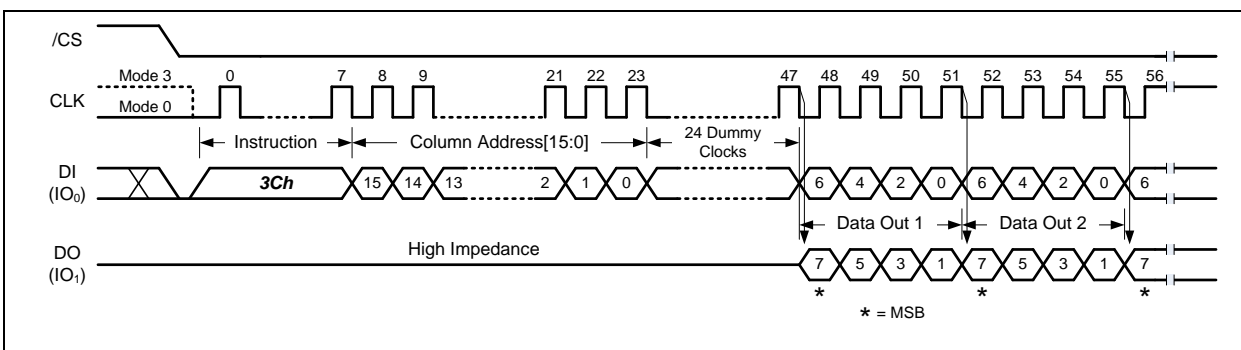 /CS
Mode 3 0 7 8 9 21 22 23 47 48 49 50 51 52 53 54 55 56
CLK
Mode 0
Instruction Column Address[15:0] 24 Dummy Clocks
DI
(IO0)
3Ch 15 14 13 2 1 0 6 4 2 0 6 4 2 0 6
Data Out 1 Data Out 2
High Impedance
DO
(IO1)
7 5 3 1 7 5 3 1 7
* * *
* = MSB